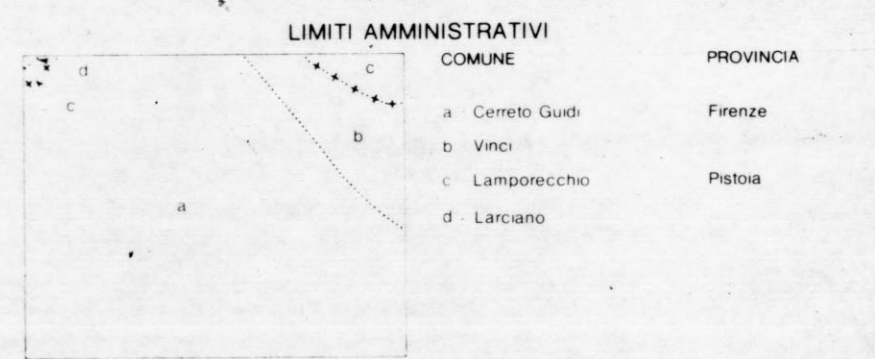 LIMITI AMMINISTRATIVI
COMUNE PROVINCIA
d
c
c
b
a
a Cerreto Guidi Firenze
b Vinci
c Lamporecchio Pistoia
d Larciano